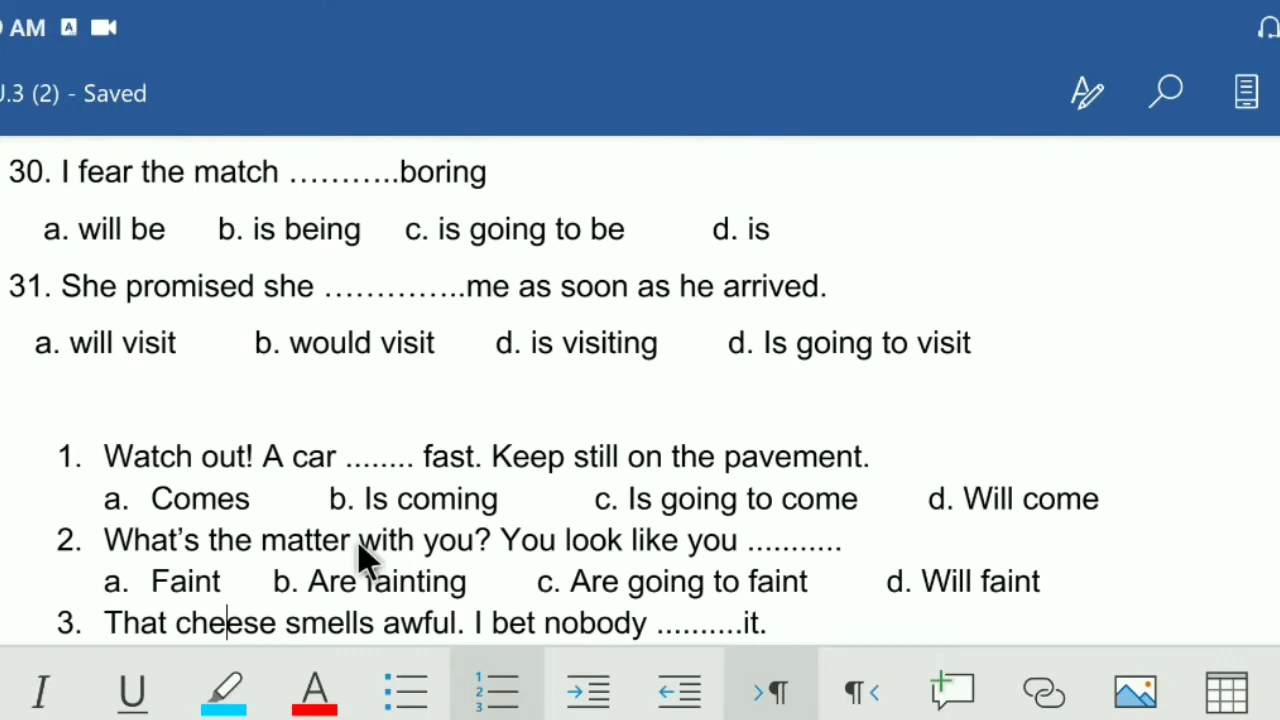 AM
.3 (2) - Saved
30. I fear the match ………..boring
a. will be b. is being c. is going to be d. is
31. She promised she …………..me as soon as he arrived.
a. will visit b. would visit d. is visiting d. Is going to visit
1. Watch out! A car ........ fast. Keep still on the pavement.
a. Comes b. Is coming c. Is going to come d. Will come
2. What's the matter with you? You look like you ...........
a. Faint b. Are fainting c. Are going to faint d. Will faint
3. That cheese smells awful. I bet nobody ..........it.